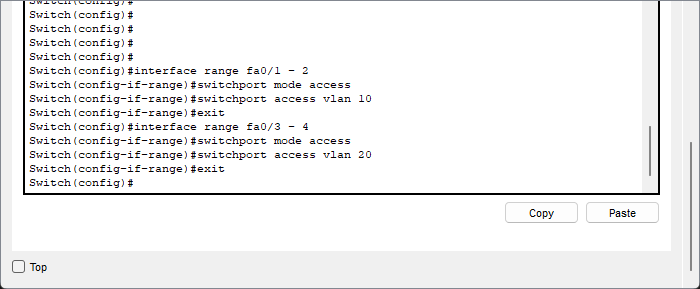 Switch(config)#
Switch(config)#
Switch(config)#
Switch(config)#
Switch(config)#
Switch(config)#interface range fa0/1 - 2
Switch(config-if-range)#switchport mode access
Switch(config-if-range)#switchport access vlan 10
Switch(config-if-range)#exit
Switch(config)#interface range fa0/3 - 4
Switch(config-if-range)#switchport mode access
Switch(config-if-range)#switchport access vlan 20
Switch(config-if-range)#exit
Switch(config)#
Copy
Paste
Top